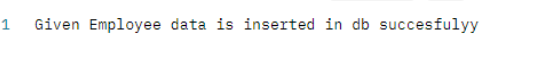 1 Given Employee data is inserted in db succesfulyy